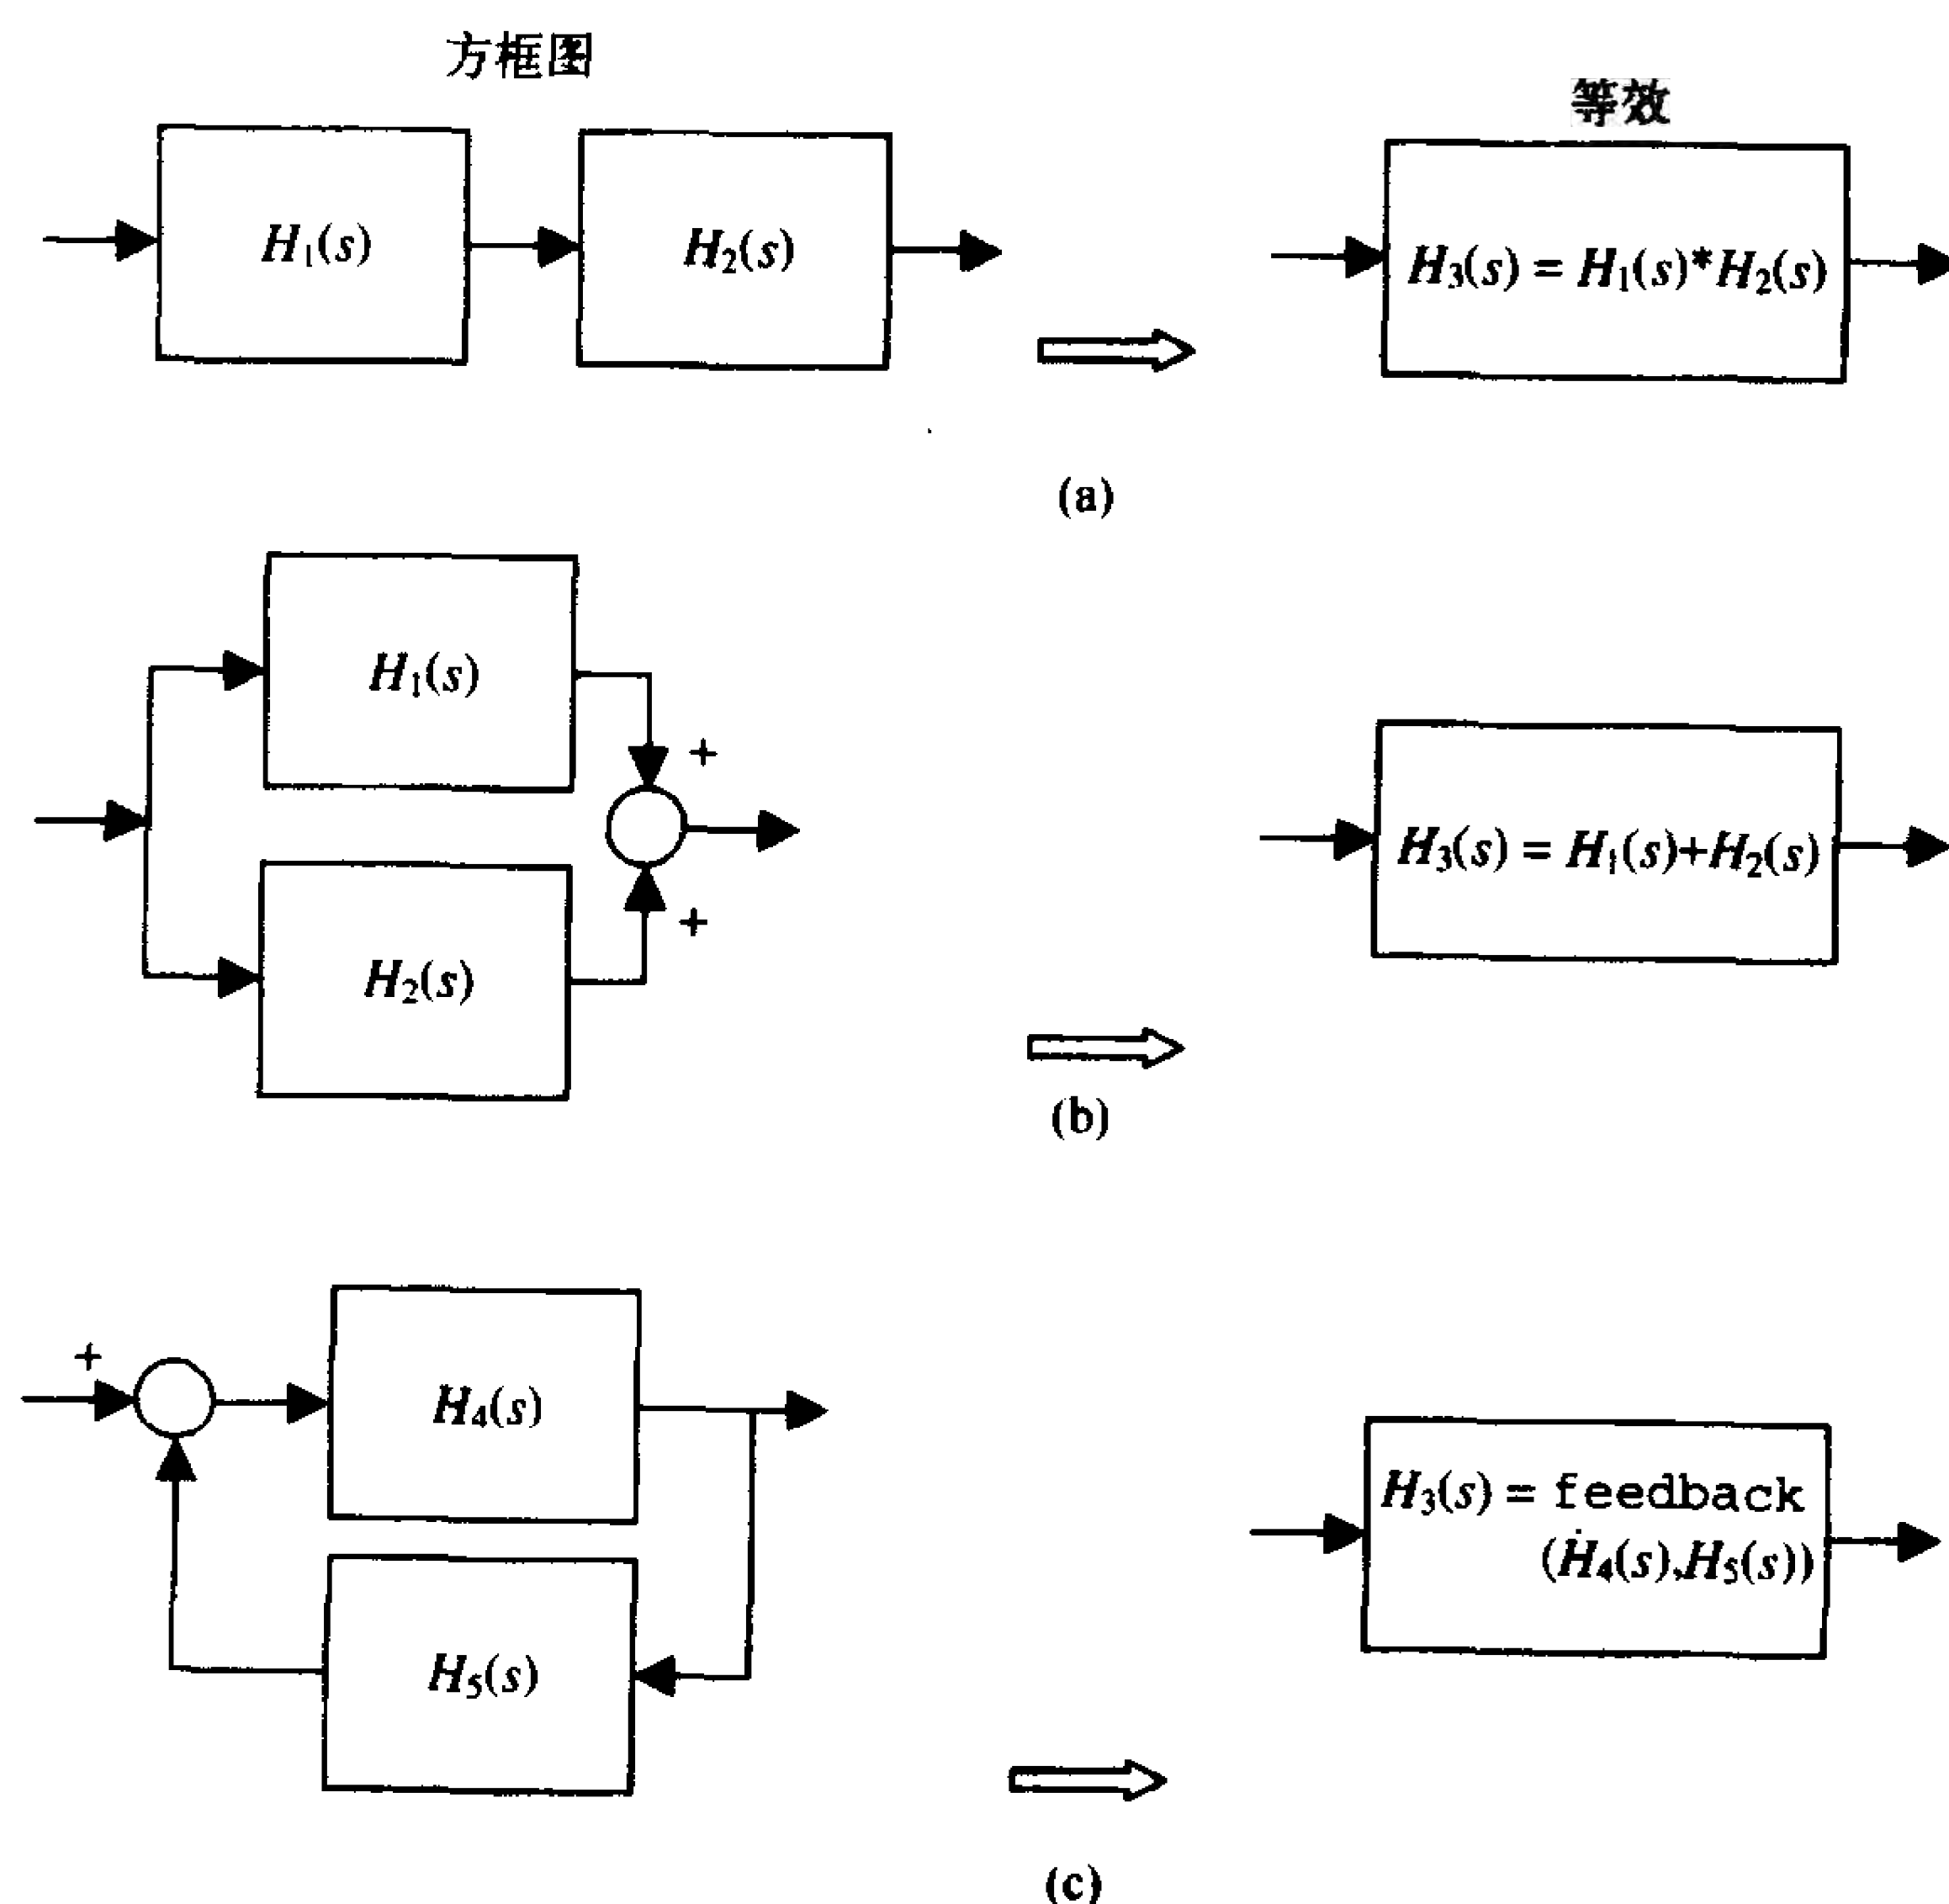 方框图
等效
H₁(s)
H₂(s)
H₃(s) = H₁(s)*H₂(s)
(a)
H₁(s)
+
+
H₂(s)
H₃(s) = H₁(s)+H₂(s)
(b)
+
H₄(s)
H₅(s)
H₃(s) = feedback
(H₄(s),H₅(s))
(c)